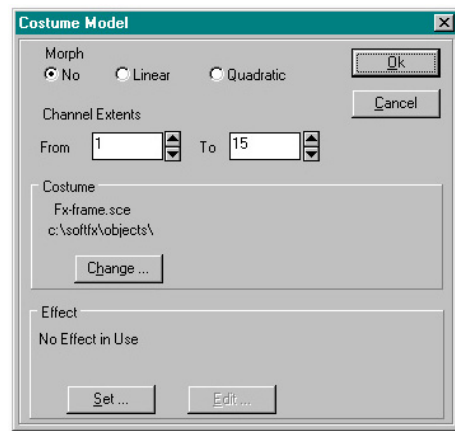 Costume Model
Morph
No Linear Quadratic
Ok
Cancel
Channel Extents
From 1 To 15
Costume
Fx-frame.sce
c:\softfx\objects\
Change ...
Effect
No Effect in Use
Set ... Edit ...